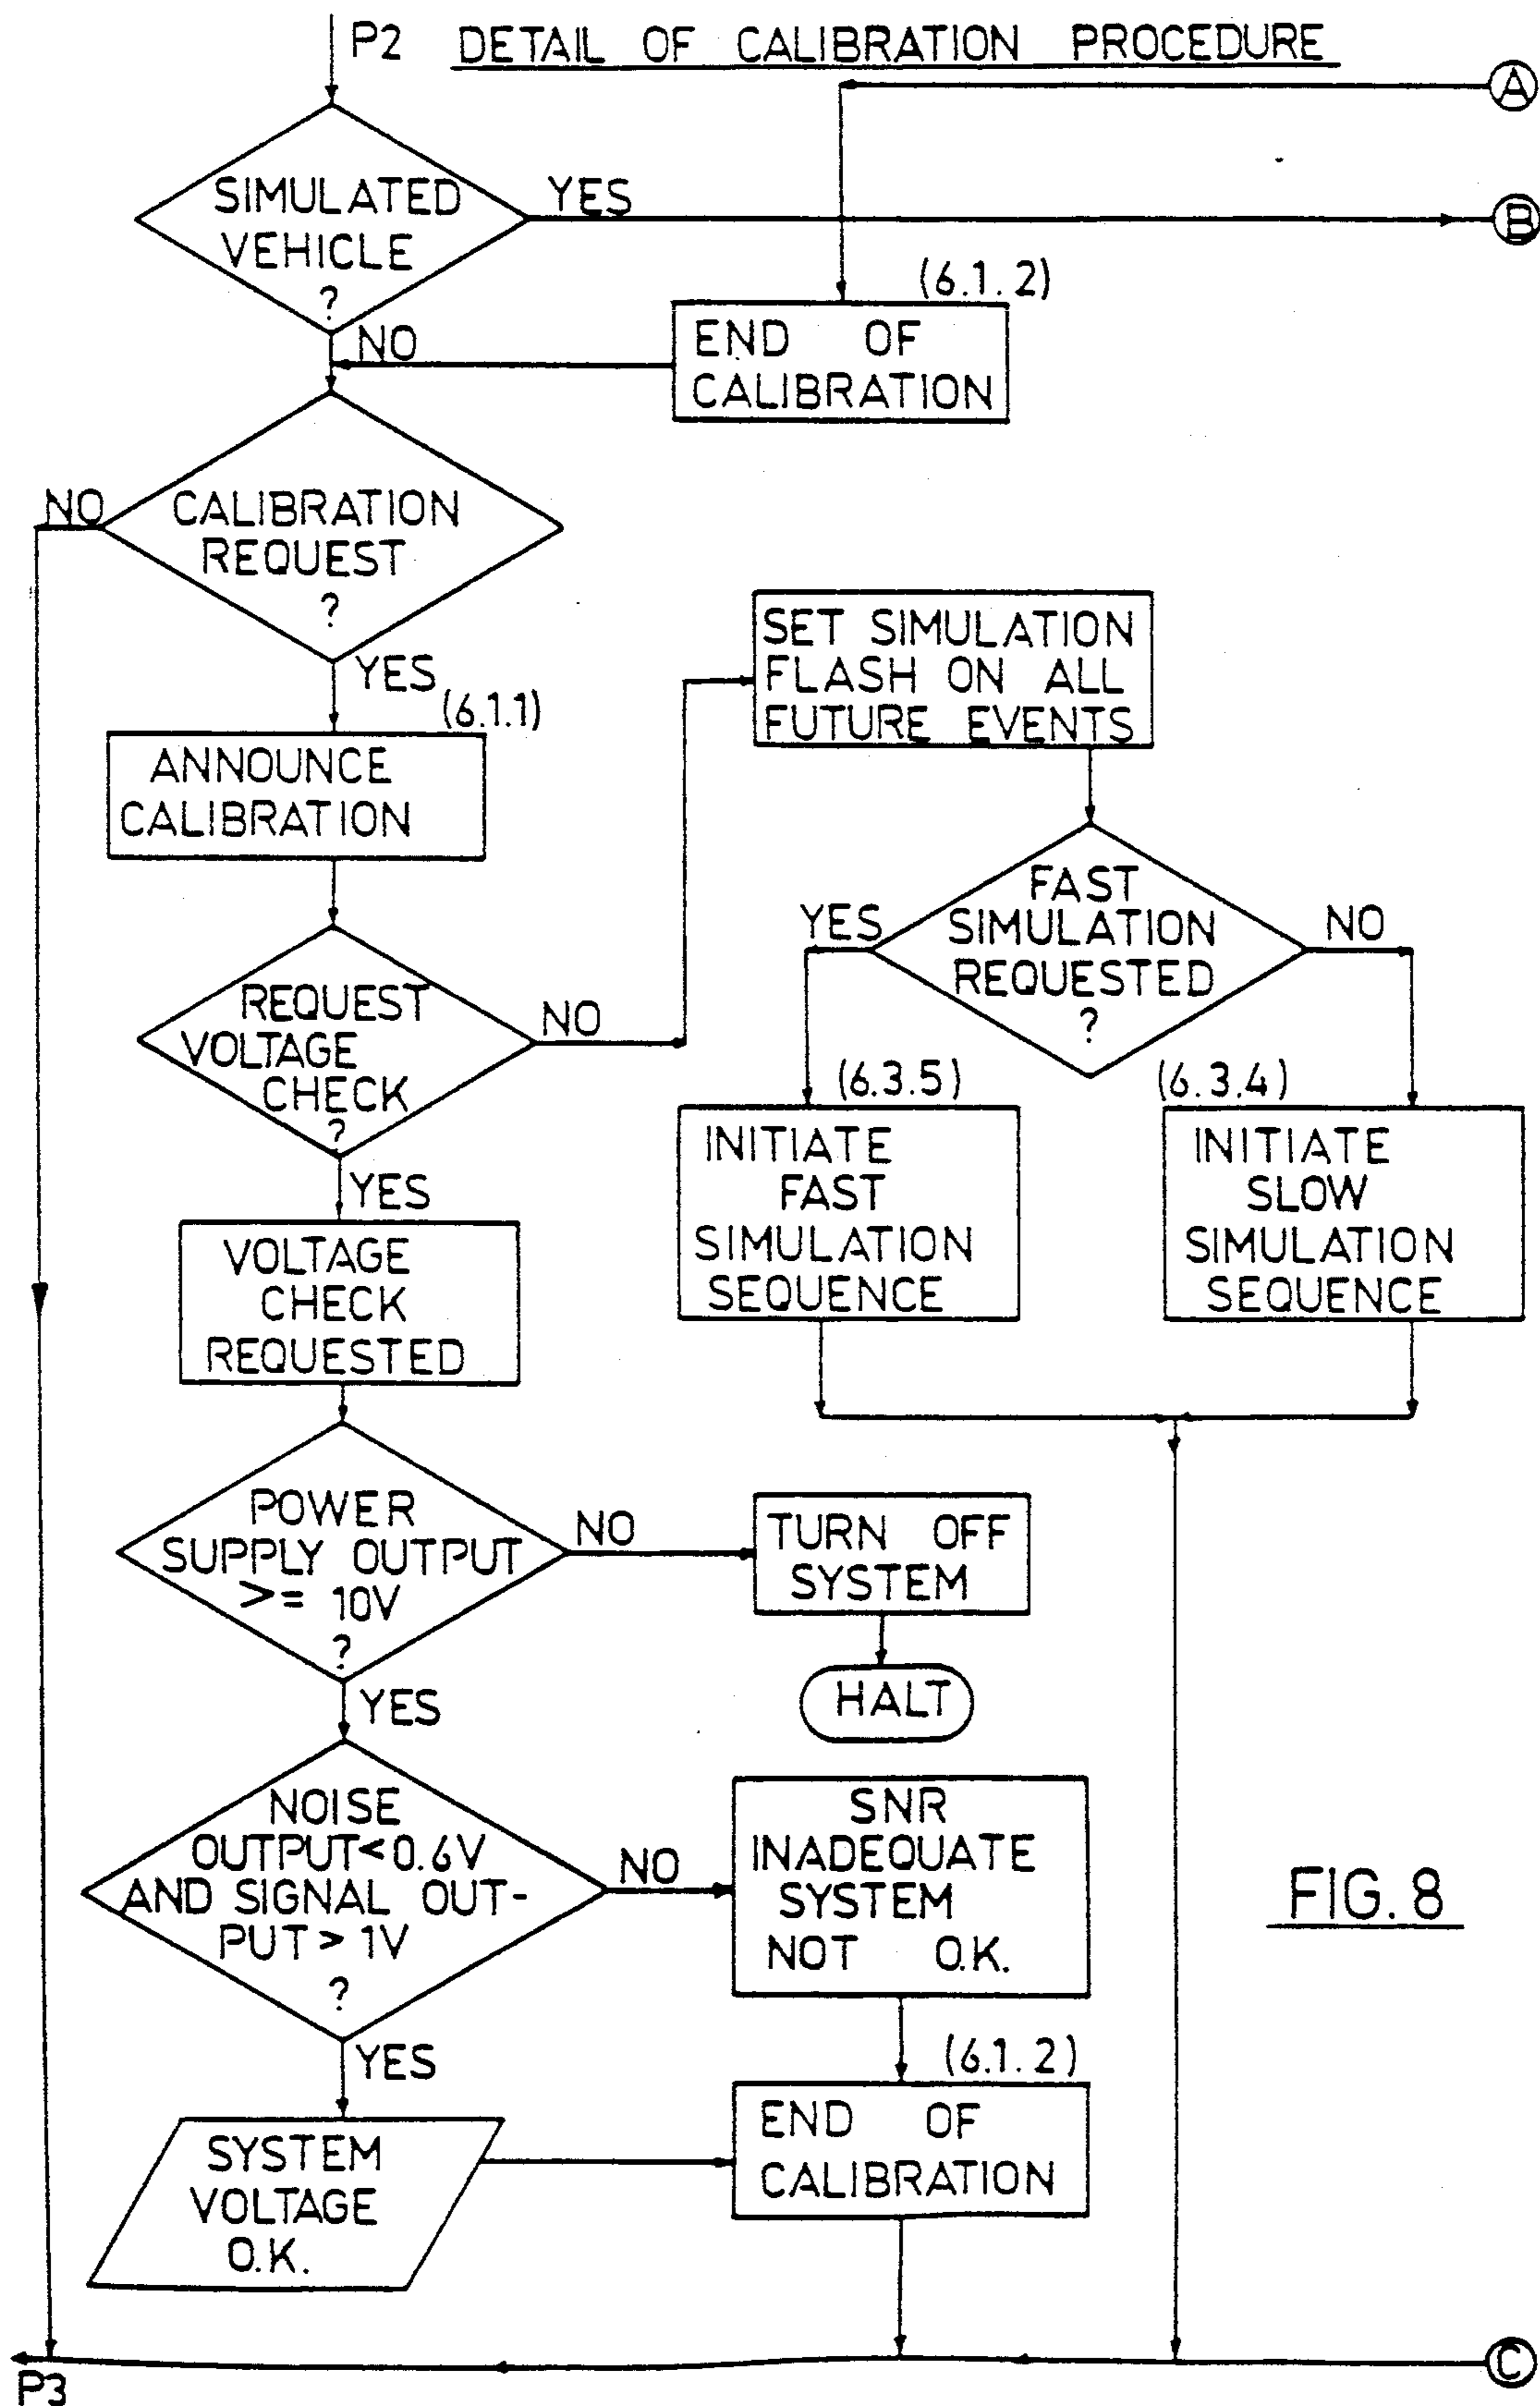 P2 DETAIL OF CALIBRATION PROCEDURE
A
SIMULATED
VEHICLE
?
YES
B
NO
(6.1.2)
END OF
CALIBRATION
NO
CALIBRATION
REQUEST
?
YES
(6.1.1)
ANNOUNCE
CALIBRATION
SET SIMULATION
FLASH ON ALL
FUTURE EVENTS
REQUEST
VOLTAGE
CHECK
?
NO
YES
FAST
SIMULATION
REQUESTED
?
YES
NO
(6.3.5)
INITIATE
FAST
SIMULATION
SEQUENCE
(6.3.4)
INITIATE
SLOW
SIMULATION
SEQUENCE
VOLTAGE
CHECK
REQUESTED
POWER
SUPPLY OUTPUT
>= 10V
?
NO
TURN OFF
SYSTEM
HALT
YES
NOISE
OUTPUT<0.6V
AND SIGNAL OUT-
PUT> 1V
?
NO
SNR
INADEQUATE
SYSTEM
NOT O.K.
FIG. 8
YES
(6.1.2)
SYSTEM
VOLTAGE
O.K.
END OF
CALIBRATION
P3
C